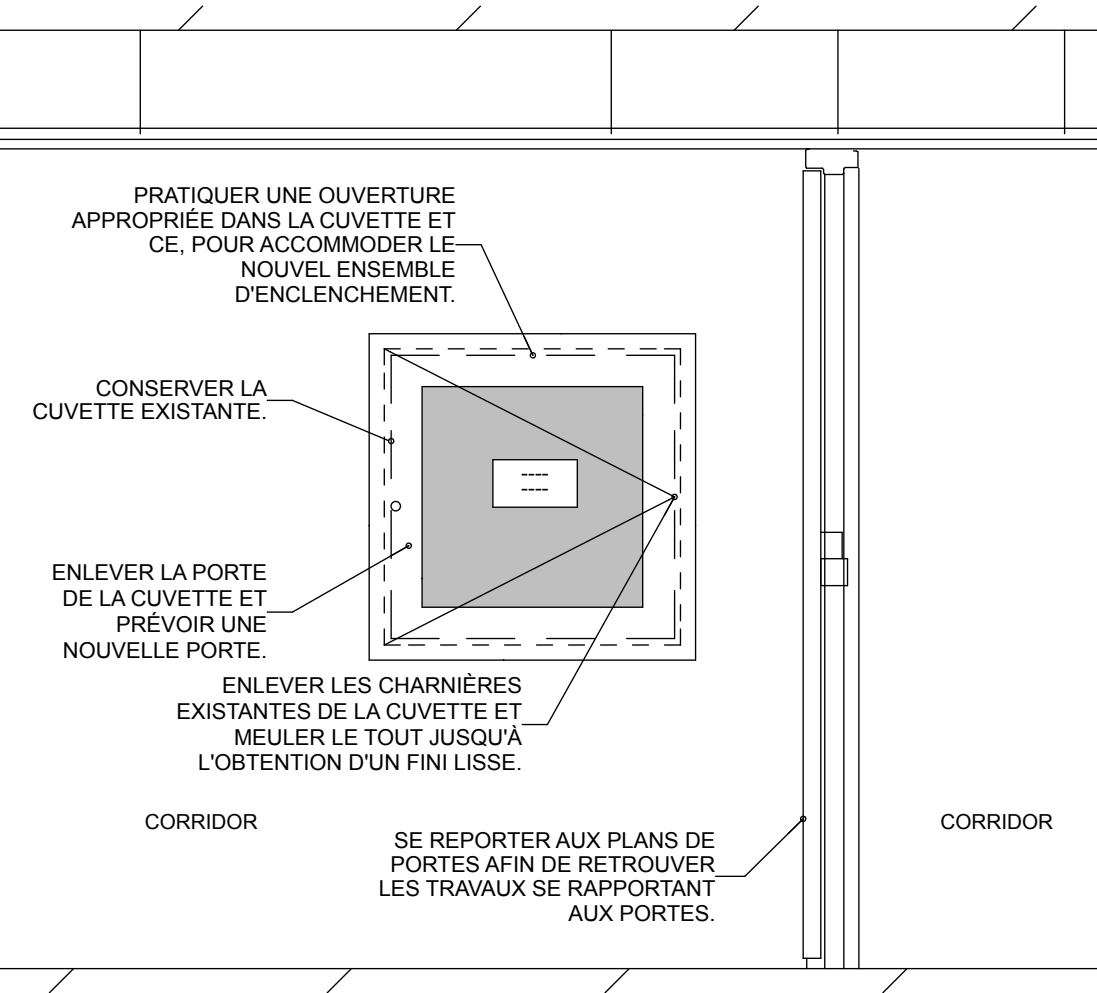 PRATIQUER UNE OUVERTURE
APPROPRIÉE DANS LA CUVETTE ET
CE, POUR ACCOMMODER LE
NOUVEL ENSEMBLE
D'ENCLENCHEMENT.
CONSERVER LA
CUVETTE EXISTANTE.
----
----
ENLEVER LA PORTE
DE LA CUVETTE ET
PRÉVOIR UNE
NOUVELLE PORTE.
ENLEVER LES CHARNIÈRES
EXISTANTES DE LA CUVETTE ET
MEULER LE TOUT JUSQU'À
L'OBTENTION D'UN FINI LISSE.
CORRIDOR
SE REPORTER AUX PLANS DE
PORTES AFIN DE RETROUVER
LES TRAVAUX SE RAPPORTANT
AUX PORTES.
CORRIDOR